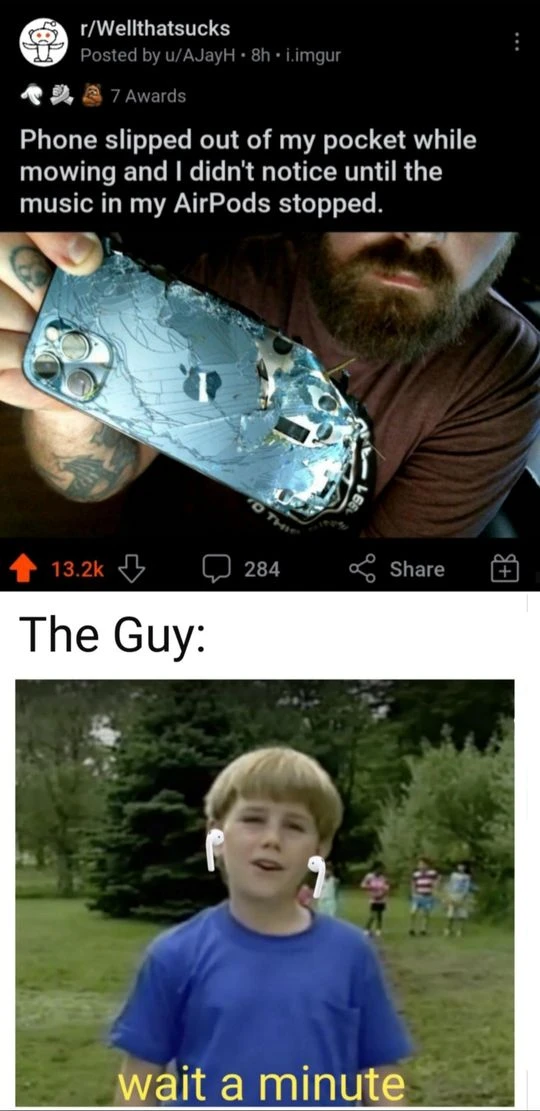 r/Wellthatsucks
Posted by u/AJayH • 8h • i.imgur
7 Awards
Phone slipped out of my pocket while
mowing and I didn't notice until the
music in my AirPods stopped.
13.2k
284
Share
The Guy:
wait a minute